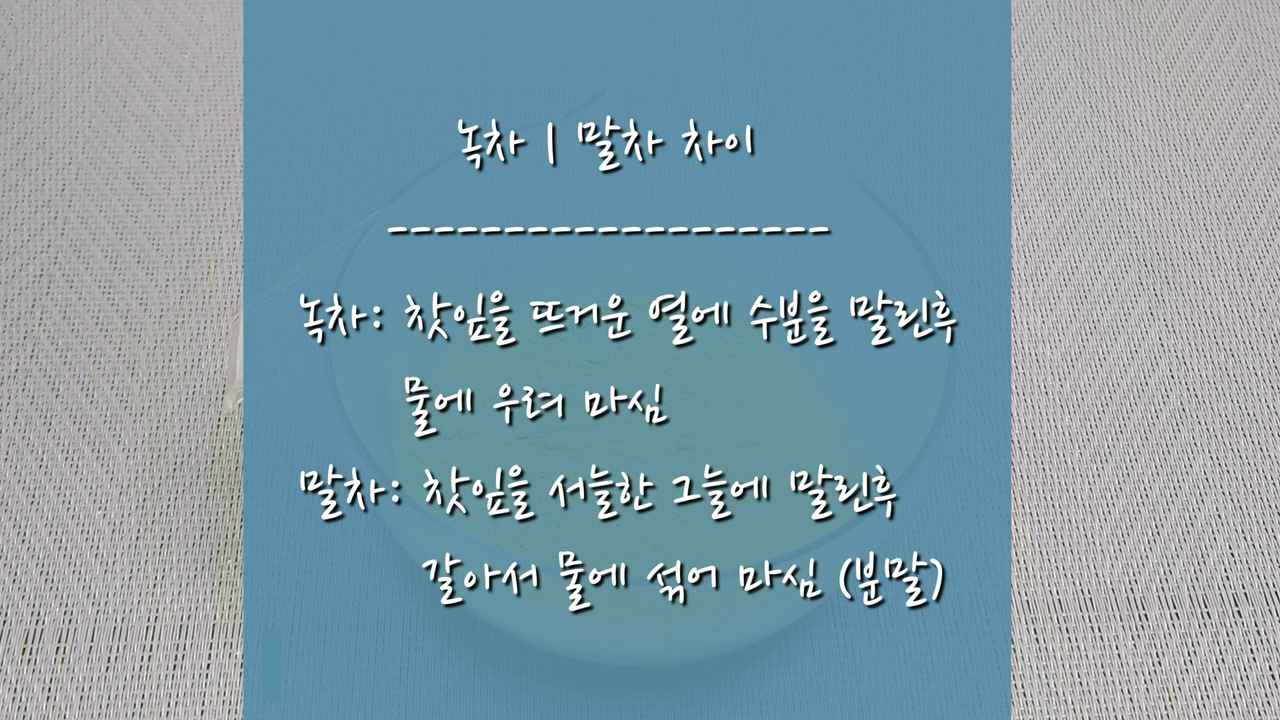 녹차 | 말차 차이
-------------------
녹차: 찻잎을 뜨거운 열에 수분을 말린후
물에 우려 마심
말차: 찻잎을 서늘한 그늘에 말린후
갈아서 물에 섞어 마심 (분말)